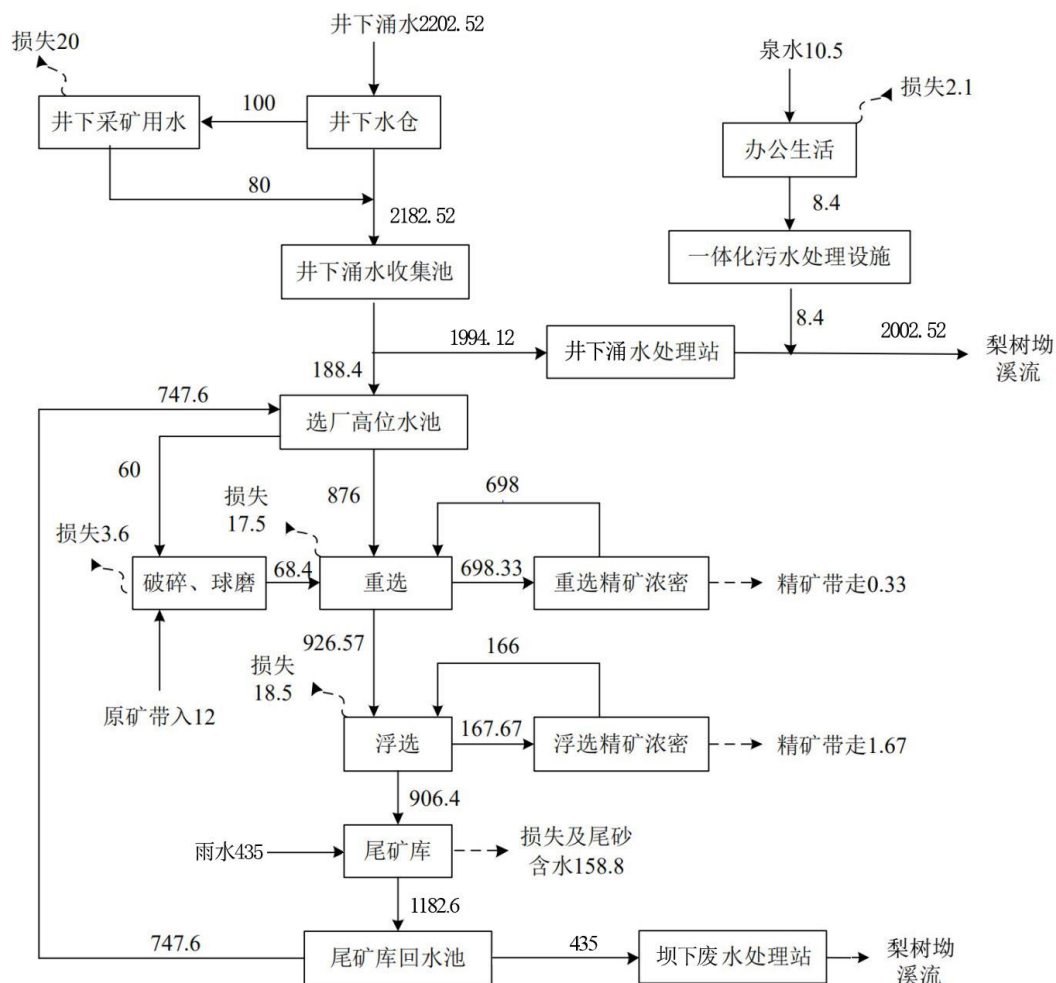 井下涌水2202.52
损失20
泉水10.5
损失2.1
100
井下采矿用水
井下水仓
办公生活
80
8.4
2182.52
井下涌水收集池
一体化污水处理设施
8.4
1994.12
2002.52
井下涌水处理站
梨树坳
溪流
188.4
747.6
选厂高位水池
60
876
698
损失
17.5
损失3.6
破碎、球磨
68.4
重选
698.33
重选精矿浓密
精矿带走0.33
926.57
166
损失
18.5
原矿带入12
浮选
167.67
浮选精矿浓密
精矿带走1.67
906.4
雨水435
尾矿库
损失及尾砂
含水158.8
1182.6
747.6
尾矿库回水池
435
坝下废水处理站
梨树坳
溪流